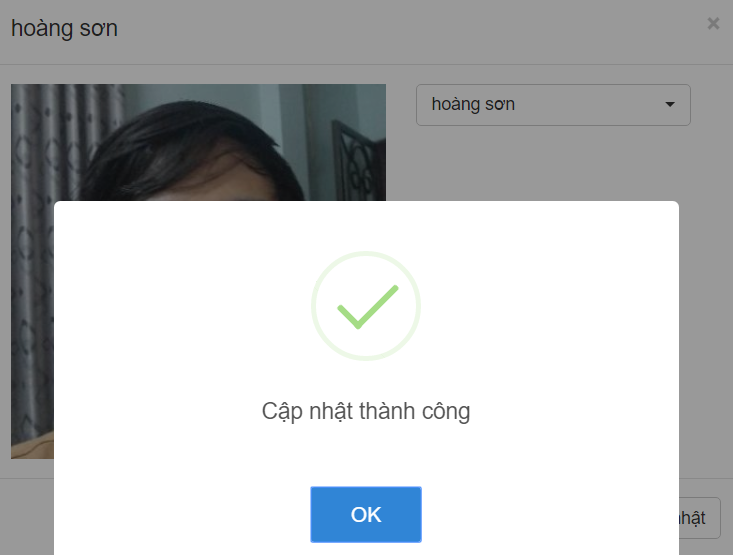 hoàng sơn
×
hoàng sơn
Cập nhật thành công
OK
nhật